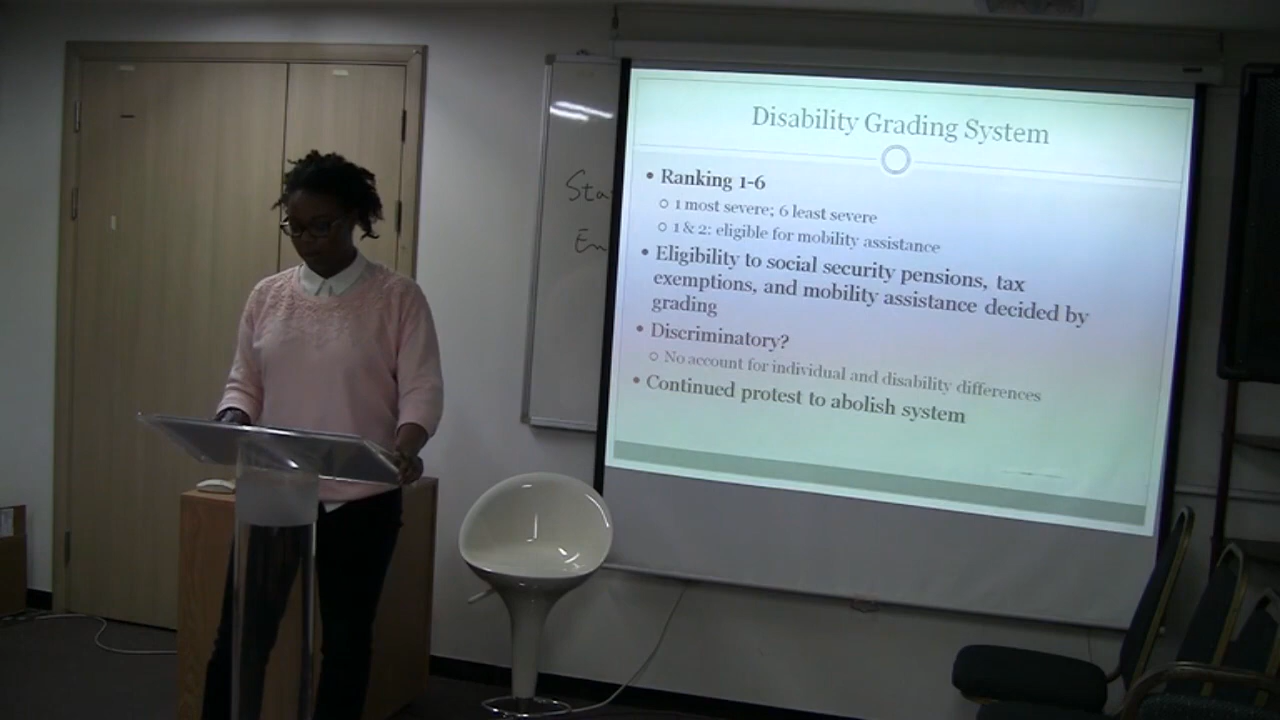 Disability Grading System
• Ranking 1-6
○ 1 most severe; 6 least severe
○ 1 & 2: eligible for mobility assistance
• Eligibility to social security pensions, tax
exemptions, and mobility assistance decided by
grading
• Discriminatory?
○ No account for individual and disability differences
• Continued protest to abolish system
Sta
En